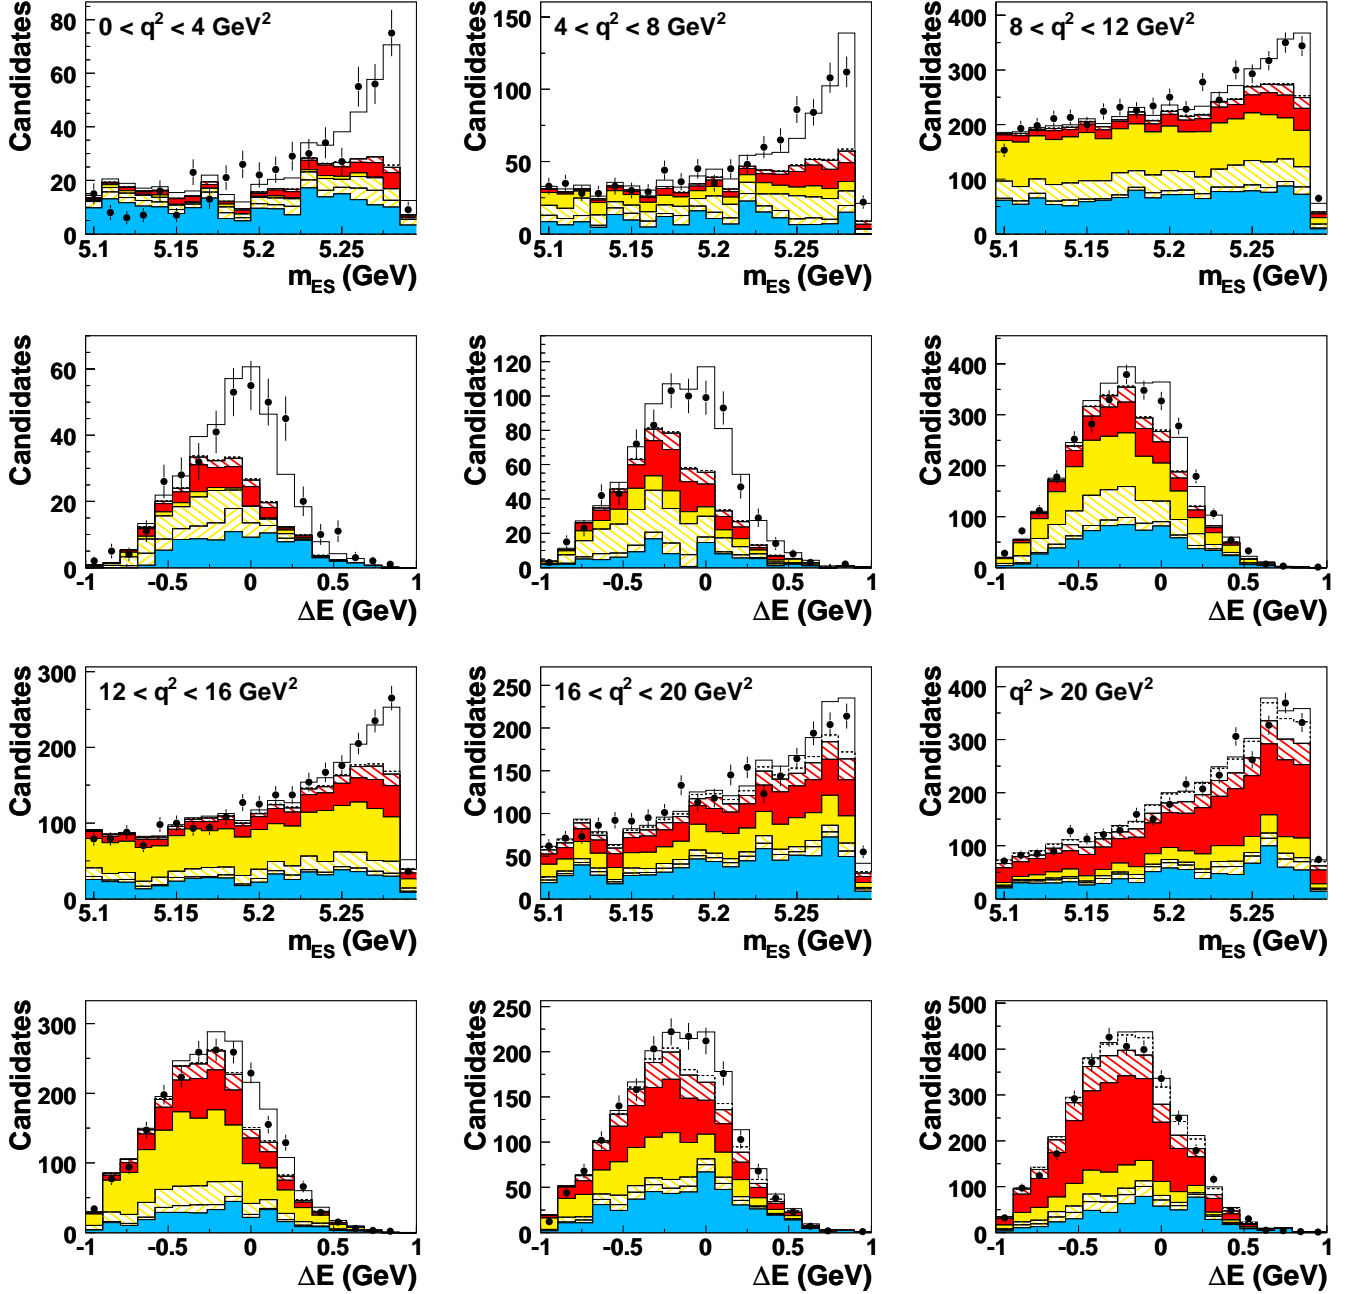 Candidates
80
60
40
20
0
0 < q² < 4 GeV²
5.1 5.15 5.2 5.25
m_ES (GeV)
Candidates
150
100
50
0
4 < q² < 8 GeV²
5.1 5.15 5.2 5.25
m_ES (GeV)
Candidates
400
300
200
100
0
8 < q² < 12 GeV²
5.1 5.15 5.2 5.25
m_ES (GeV)
Candidates
60
40
20
0
-1 -0.5 0 0.5 1
ΔE (GeV)
Candidates
120
100
80
60
40
20
0
-1 -0.5 0 0.5 1
ΔE (GeV)
Candidates
400
300
200
100
0
-1 -0.5 0 0.5 1
ΔE (GeV)
Candidates
300
200
100
0
12 < q² < 16 GeV²
5.1 5.15 5.2 5.25
m_ES (GeV)
Candidates
250
200
150
100
50
0
16 < q² < 20 GeV²
5.1 5.15 5.2 5.25
m_ES (GeV)
Candidates
400
300
200
100
0
q² > 20 GeV²
5.1 5.15 5.2 5.25
m_ES (GeV)
Candidates
300
200
100
0
-1 -0.5 0 0.5 1
ΔE (GeV)
Candidates
250
200
150
100
50
0
-1 -0.5 0 0.5 1
ΔE (GeV)
Candidates
500
400
300
200
100
0
-1 -0.5 0 0.5 1
ΔE (GeV)